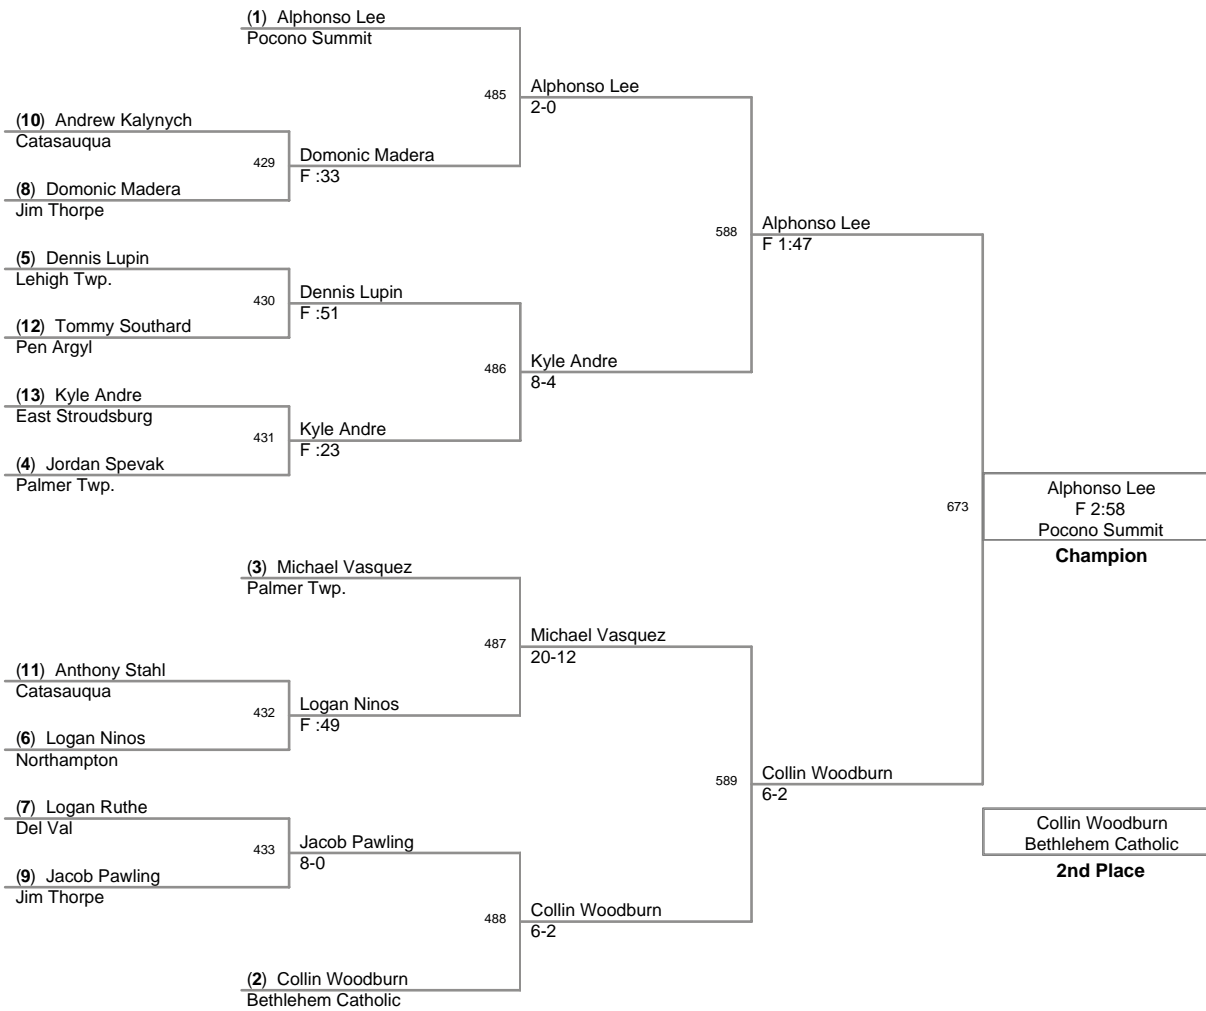 (1) Alphonso Lee
Pocono Summit
485
Alphonso Lee
2-0
(10) Andrew Kalynych
Catasauqua
429
Domonic Madera
F :33
(8) Domonic Madera
Jim Thorpe
588
Alphonso Lee
F 1:47
(5) Dennis Lupin
Lehigh Twp.
430
Dennis Lupin
F :51
(12) Tommy Southard
Pen Argyl
486
Kyle Andre
8-4
(13) Kyle Andre
East Stroudsburg
431
Kyle Andre
F :23
(4) Jordan Spevak
Palmer Twp.
673
Alphonso Lee
F 2:58
Pocono Summit
Champion
(3) Michael Vasquez
Palmer Twp.
487
Michael Vasquez
20-12
(11) Anthony Stahl
Catasauqua
432
Logan Ninos
F :49
(6) Logan Ninos
Northampton
589
Collin Woodburn
6-2
(7) Logan Ruthe
Del Val
433
Jacob Pawling
8-0
(9) Jacob Pawling
Jim Thorpe
Collin Woodburn
Bethlehem Catholic
2nd Place
488
Collin Woodburn
6-2
(2) Collin Woodburn
Bethlehem Catholic